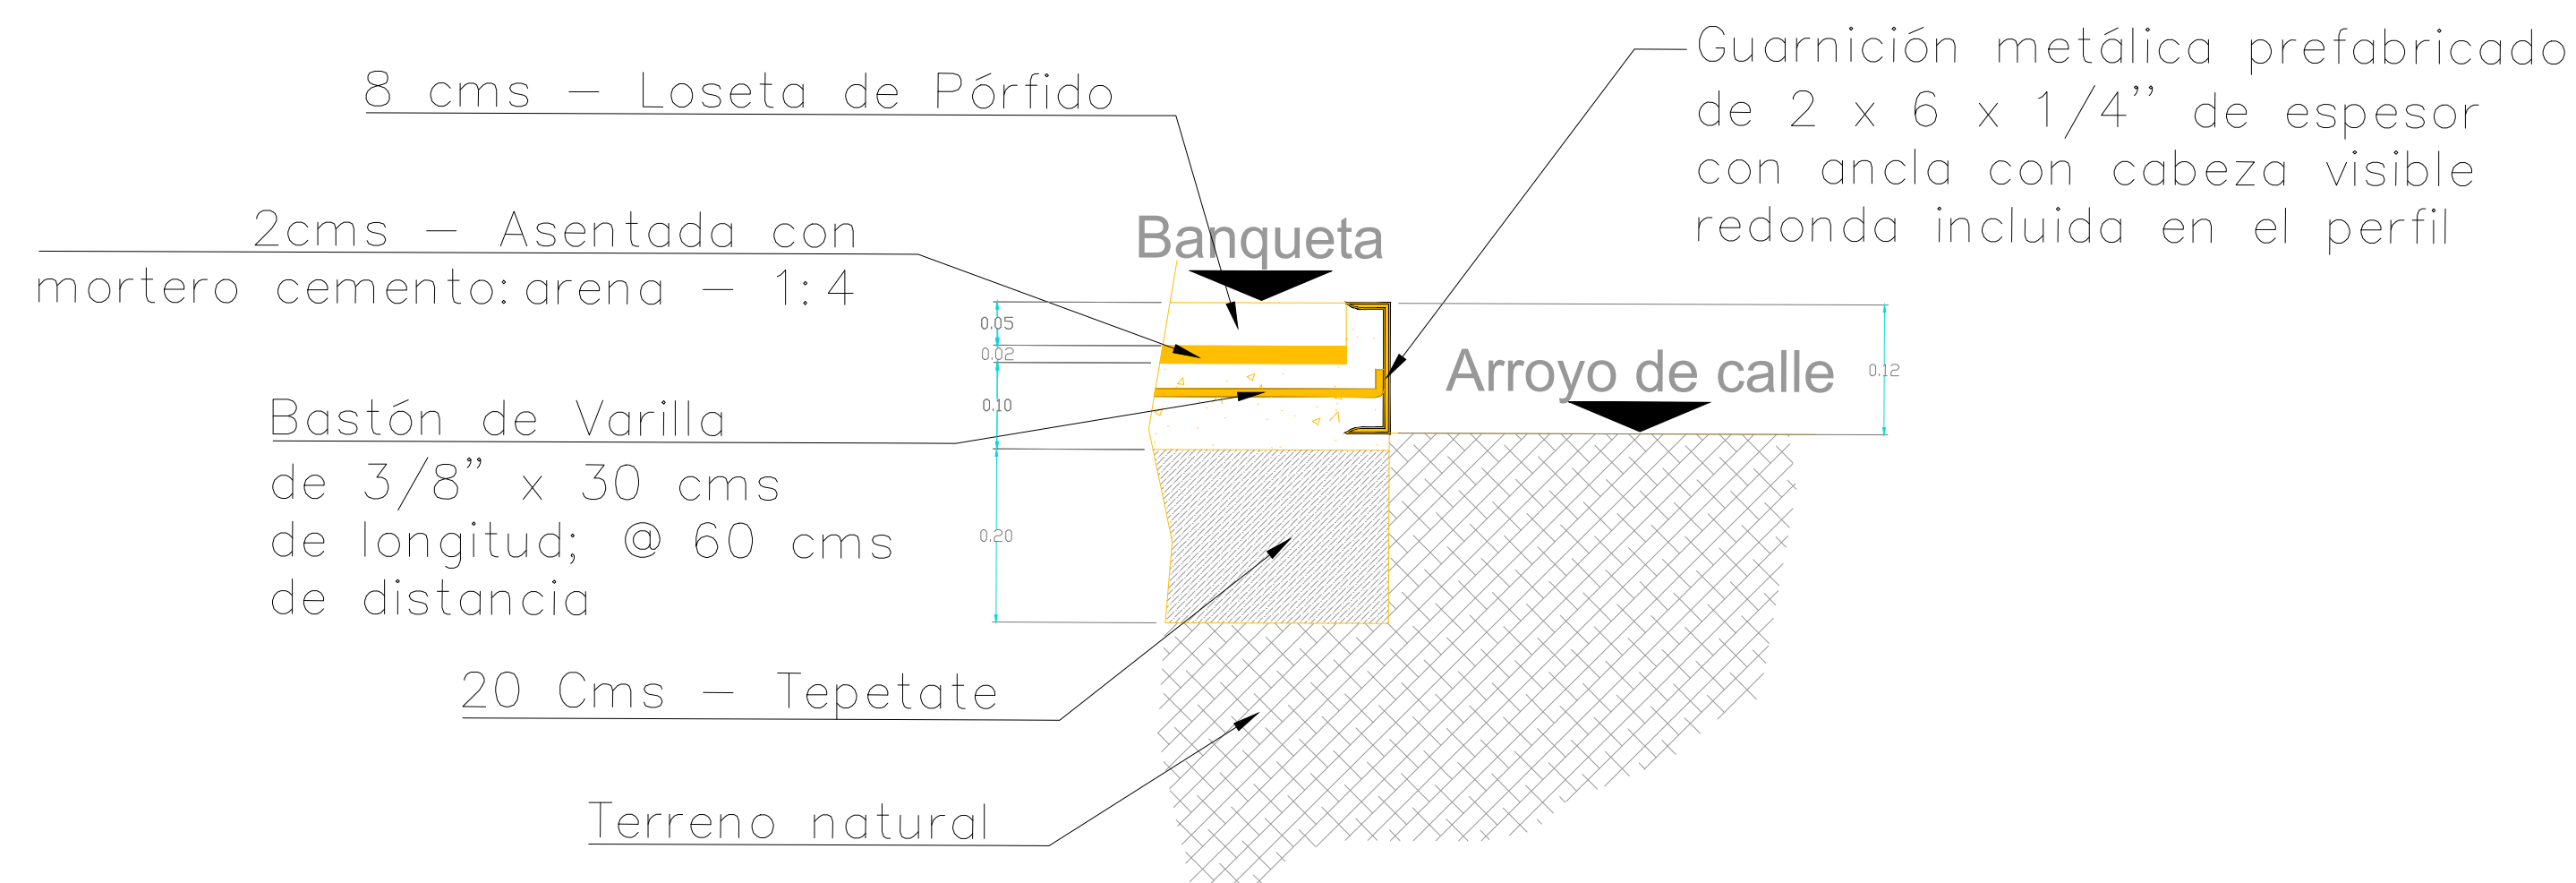 8 cms – Loseta de Pórfido
2cms – Asentada con
mortero cemento:arena – 1:4
Bastón de Varilla
de 3/8” x 30 cms
de longitud; @ 60 cms
de distancia
20 Cms – Tepetate
Terreno natural
0.05
0.02
0.10
0.20
Banqueta
Arroyo de calle
0.12
Guarnición metálica prefabricado
de 2 x 6 x 1/4’’ de espesor
con ancla con cabeza visible
redonda incluida en el perfil